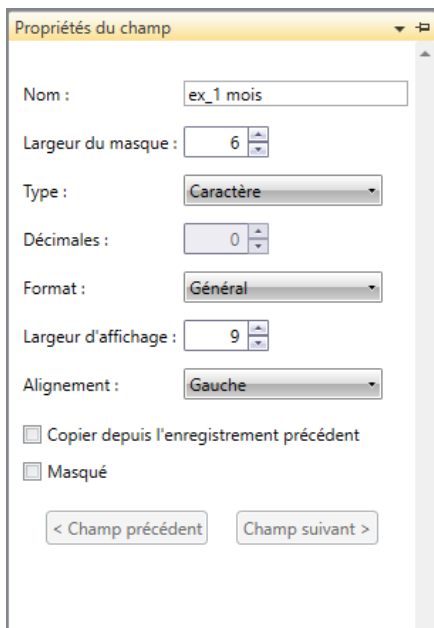 Propriétés du champ
Nom : ex_1 mois
Largeur du masque : 6
Type : Caractère
Décimales : 0
Format : Général
Largeur d'affichage : 9
Alignement : Gauche
Copier depuis l'enregistrement précédent
Masqué
< Champ précédent Champ suivant >